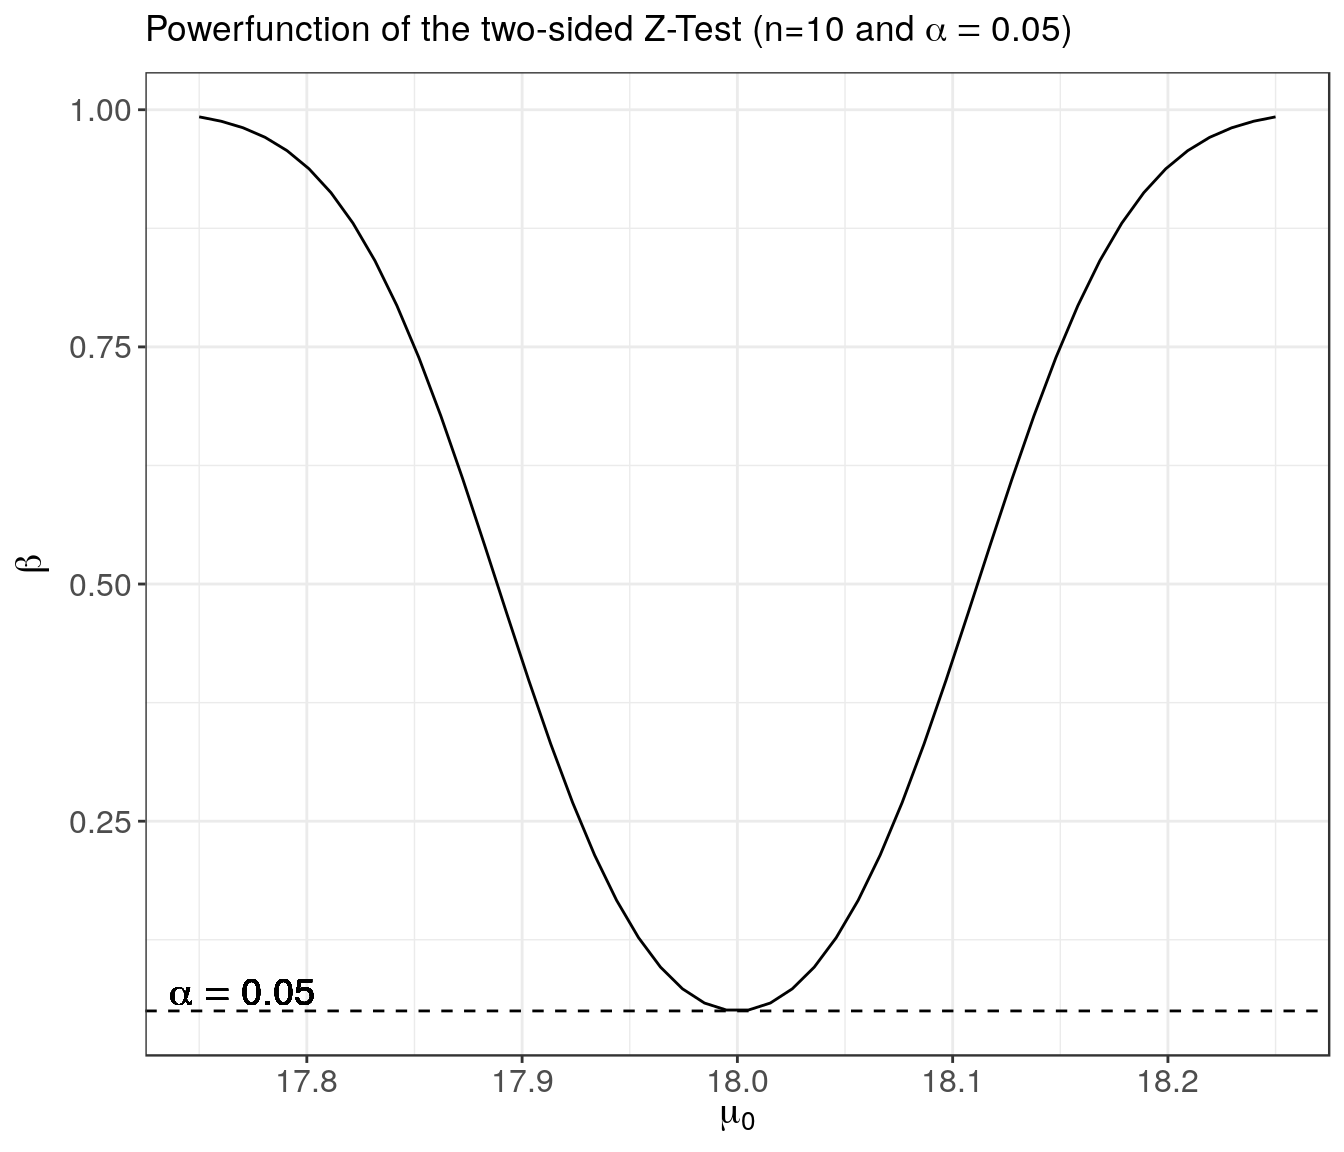 Powerfunction of the two-sided Z-Test (n=10 and α = 0.05)
1.00
0.75
0.50
0.25
β
α = 0.05
17.8 17.9 18.0 18.1 18.2
μ₀